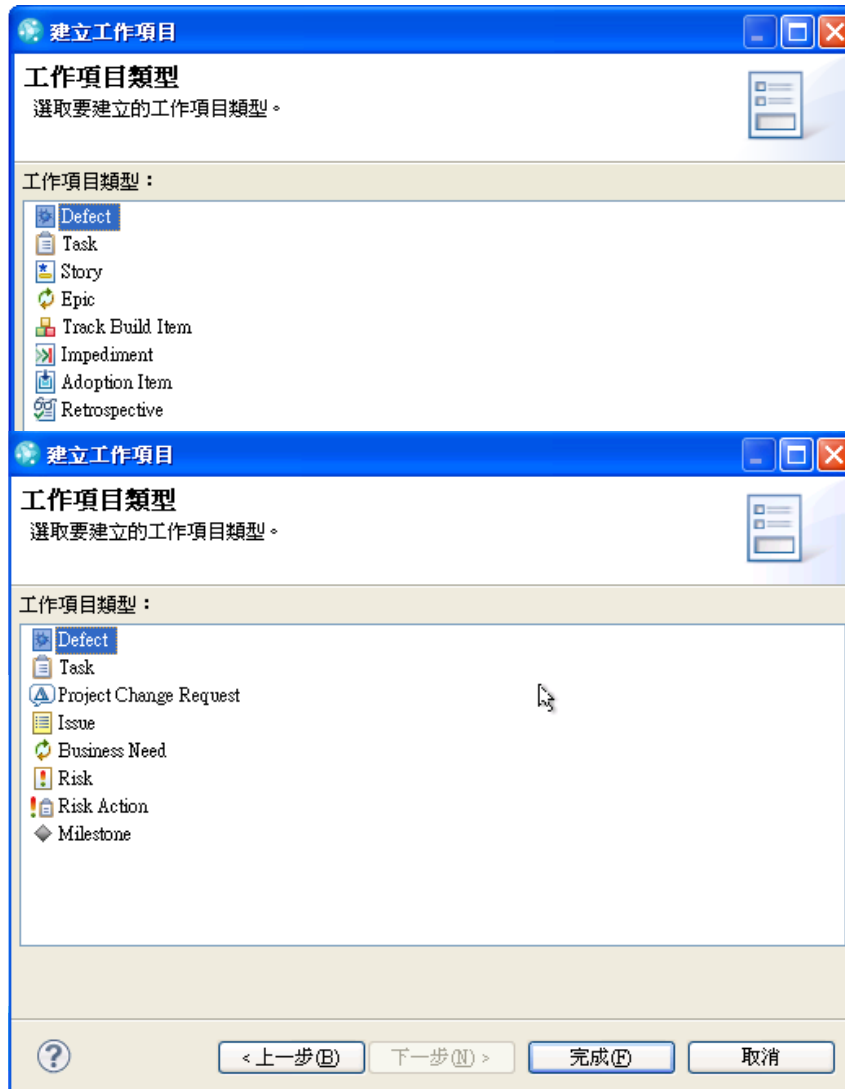 建立工作項目
工作項目類型
選取要建立的工作項目類型。
工作項目類型：
Defect
Task
Story
Epic
Track Build Item
Impediment
Adoption Item
Retrospective
建立工作項目
工作項目類型
選取要建立的工作項目類型。
工作項目類型：
Defect
Task
Project Change Request
Issue
Business Need
Risk
Risk Action
Milestone
? <上一步(B) 下一步(N)> 完成(F) 取消